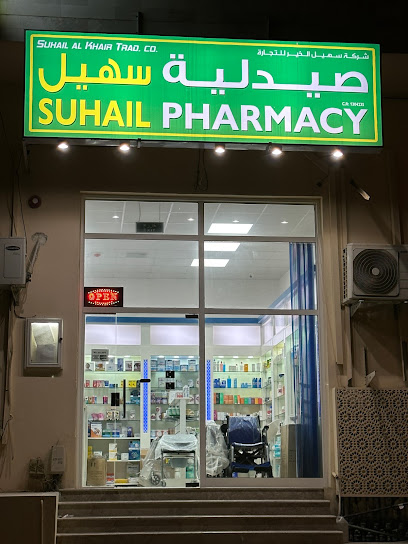 SUHAIL AL KHAIR TRAD. CO.
شركة سهيل الخير للتجارة
صيدلية سهيل
SUHAIL PHARMACY
OPEN